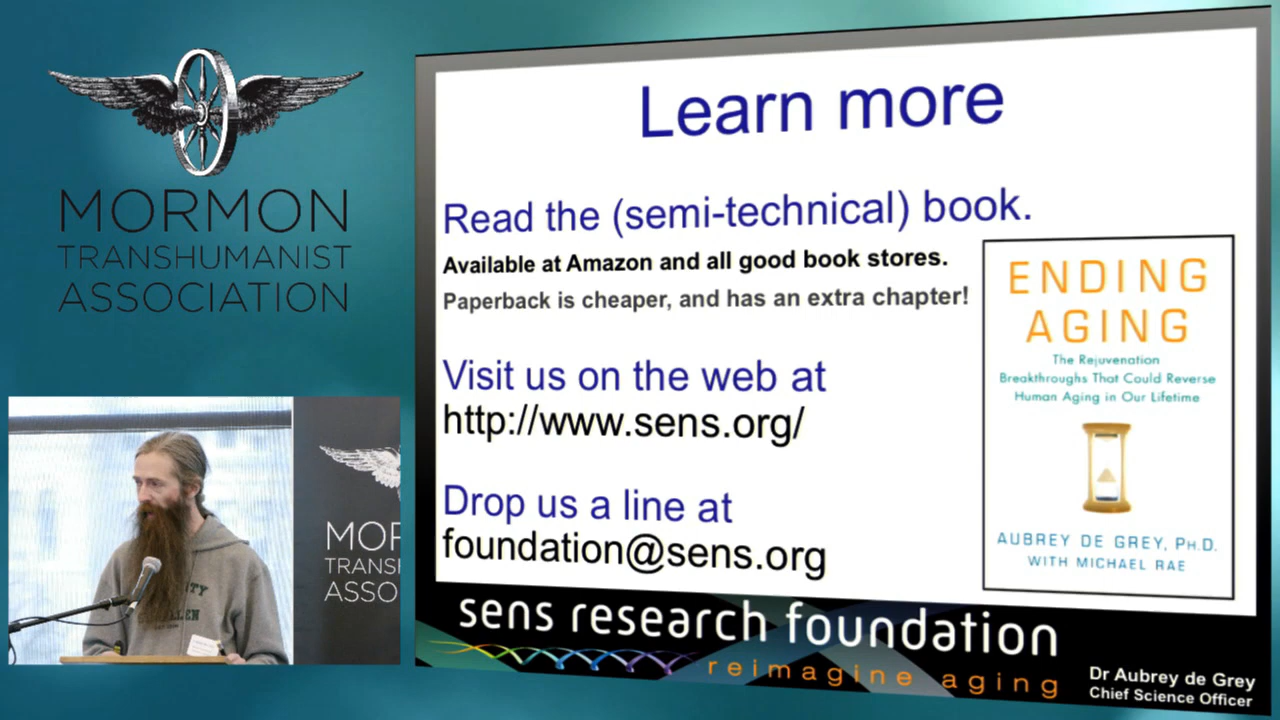 MORMON
TRANSHUMANIST
ASSOCIATION
Learn more
Read the (semi-technical) book.
Available at Amazon and all good book stores.
Paperback is cheaper, and has an extra chapter!
Visit us on the web at
http://www.sens.org/
Drop us a line at
foundation@sens.org
ENDING
AGING
The Rejuvenation
Breakthroughs That Could Reverse
Human Aging in Our Lifetime
AUBREY DE GREY, PH.D.
WITH MICHAEL RAE
sens research foundation
reimagine aging
Dr Aubrey de Grey
Chief Science Officer
MOR
TRANS
ASSO